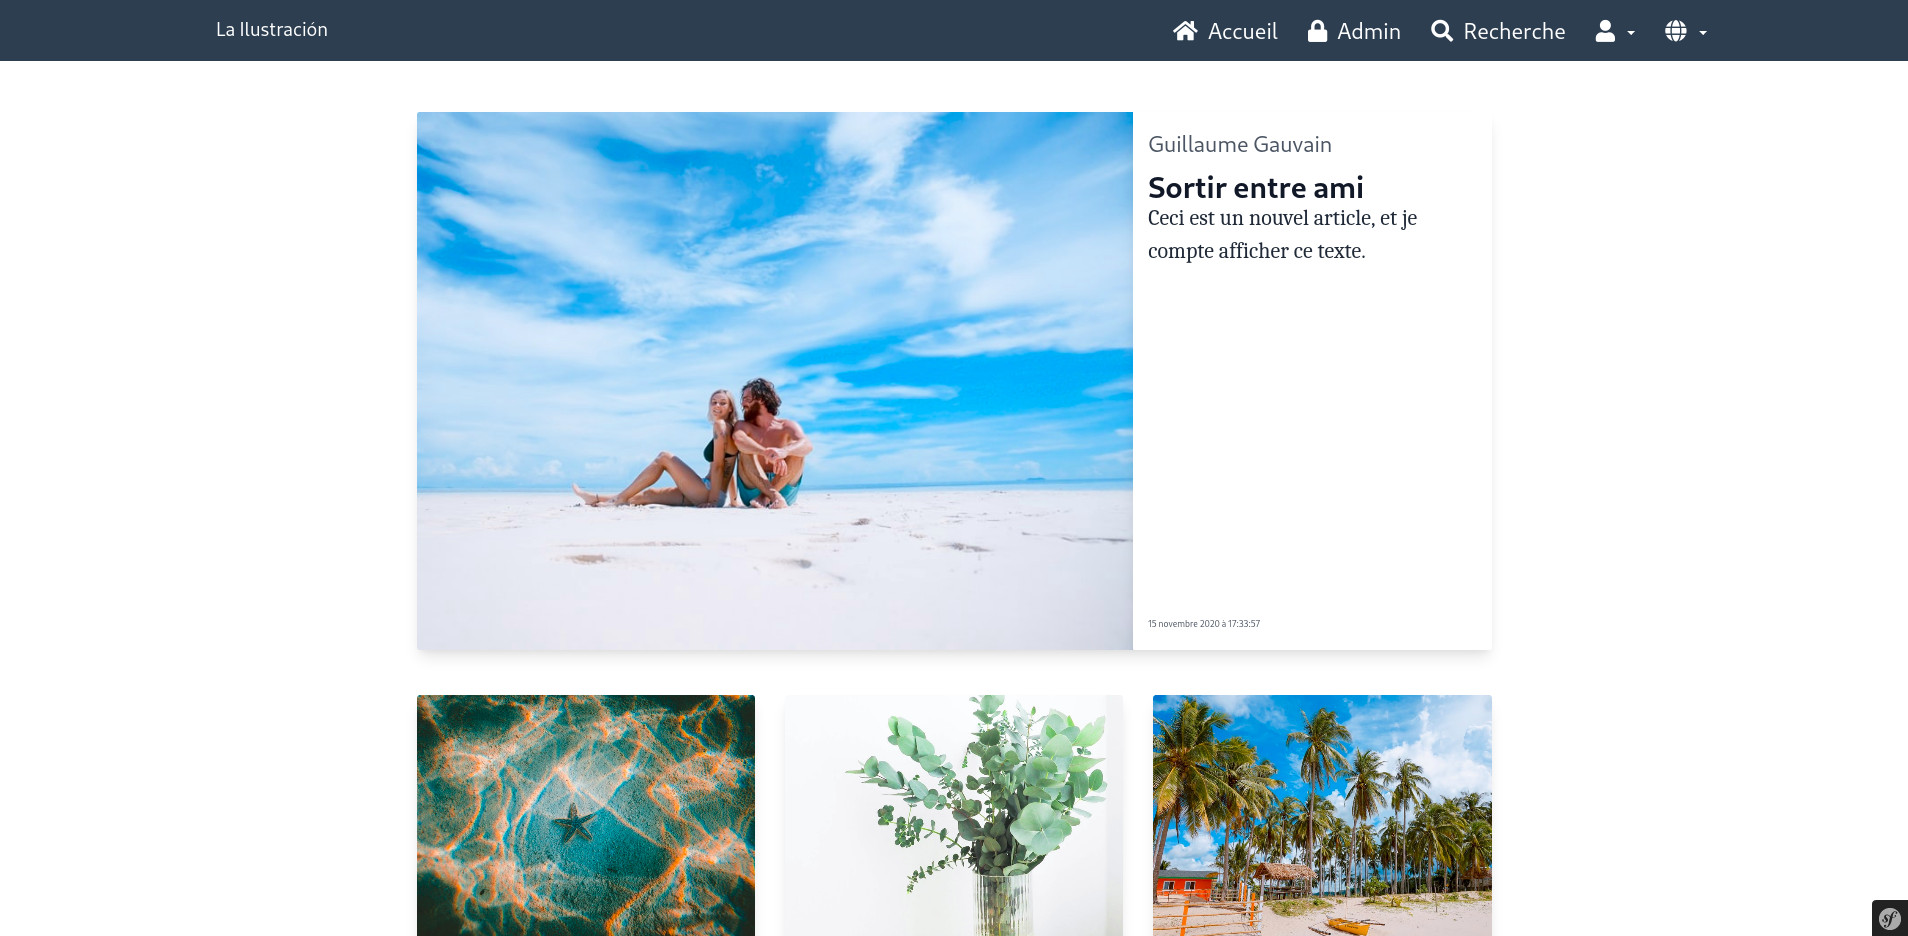 La Ilustración
Accueil
Admin
Recherche
Guillaume Gauvain
Sortir entre ami
Ceci est un nouvel article, et je
compte afficher ce texte.
15 novembre 2020 à 17:33:57
sf